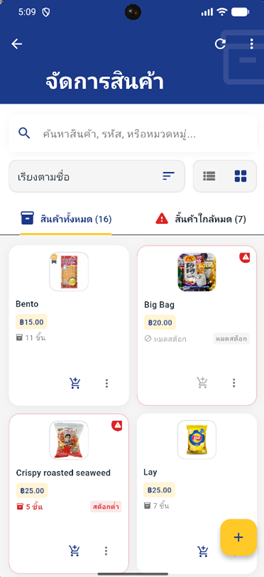 5:09
จัดการสินค้า
ค้นหาสินค้า, รหัส, หรือหมวดหมู่...
เรียงตามชื่อ
สินค้าทั้งหมด (16)
สินค้าใกล้หมด (7)
Bento
฿15.00
11 ชิ้น
Big Bag
฿20.00
หมดสต็อก
หมดสต็อก
Crispy roasted seaweed
฿25.00
5 ชิ้น
สต็อกต่ำ
Lay
฿25.00
7 ชิ้น